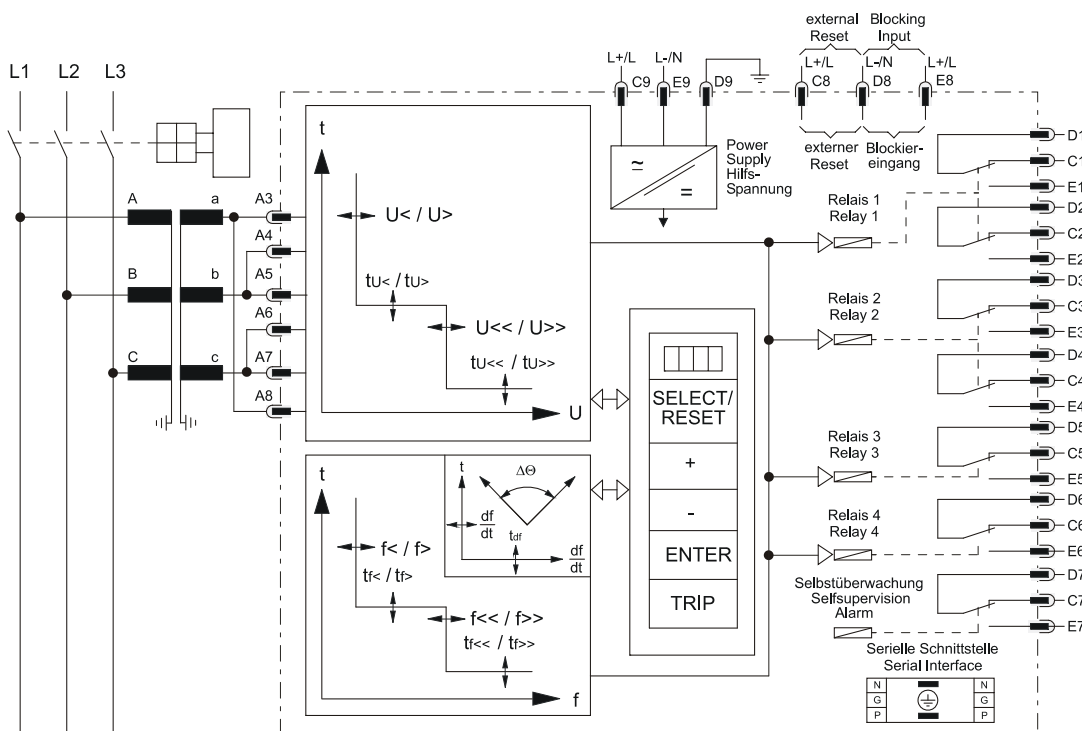 external
Reset
Blocking
Input
L+/L
L-/N
L+/L
L-/N
L+/L
C9
E9
D9
C8
D8
E8
L1
L2
L3
externer
Reset
Blockier-
eingang
Power
Supply
Hilfs-
Spannung
≃
=
A
a
B
b
C
c
A3
A4
A5
A6
A7
A8
t
U< / U>
tU< / tU>
U<< / U>>
tU<< / tU>>
U
t
f< / f>
tf< / tf>
f<< / f>>
tf<< / tf>>
f
t
ΔΘ
df
dt
tdf
df
dt
SELECT/
RESET
+
-
ENTER
TRIP
Relais 1
Relay 1
Relais 2
Relay 2
Relais 3
Relay 3
Relais 4
Relay 4
Selbstüberwachung
Selfsupervision
Alarm
D1
C1
E1
D2
C2
E2
D3
C3
E3
D4
C4
E4
D5
C5
E5
D6
C6
E6
D7
C7
E7
Serielle Schnittstelle
Serial Interface
N
G
P
N
G
P